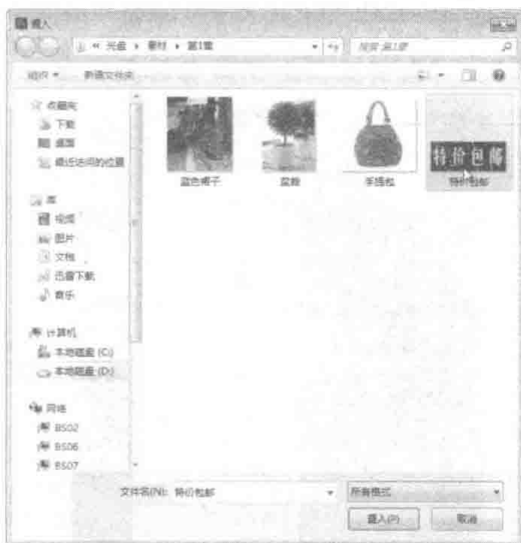 置入
« 光盘 ▸ 素材 ▸ 第1章
搜索 第1章
组织 ▾ 新建文件夹
收藏夹
下载
桌面
最近访问的位置
库
视频
图片
文档
迅雷下载
音乐
计算机
本地磁盘 (C:)
本地磁盘 (D:)
网络
BS02
BS06
BS07
特价包邮
蓝色裙子
盆栽
手提包
特价包邮
文件名(N): 特价包邮
所有格式
置入(P)
取消